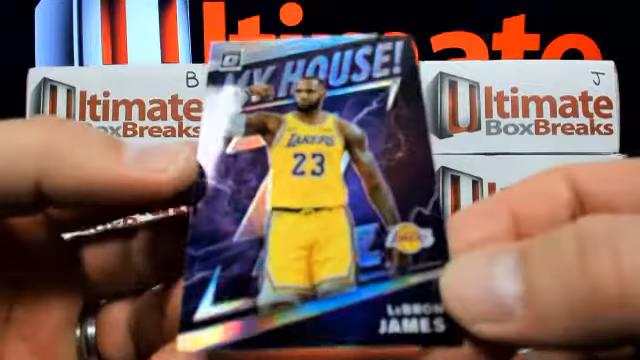 Ultimate
B
J
Ultimate
BoxBreaks
MY HOUSE!
Ultimate
BoxBreaks
LAKERS
23
LEBRON
JAMES